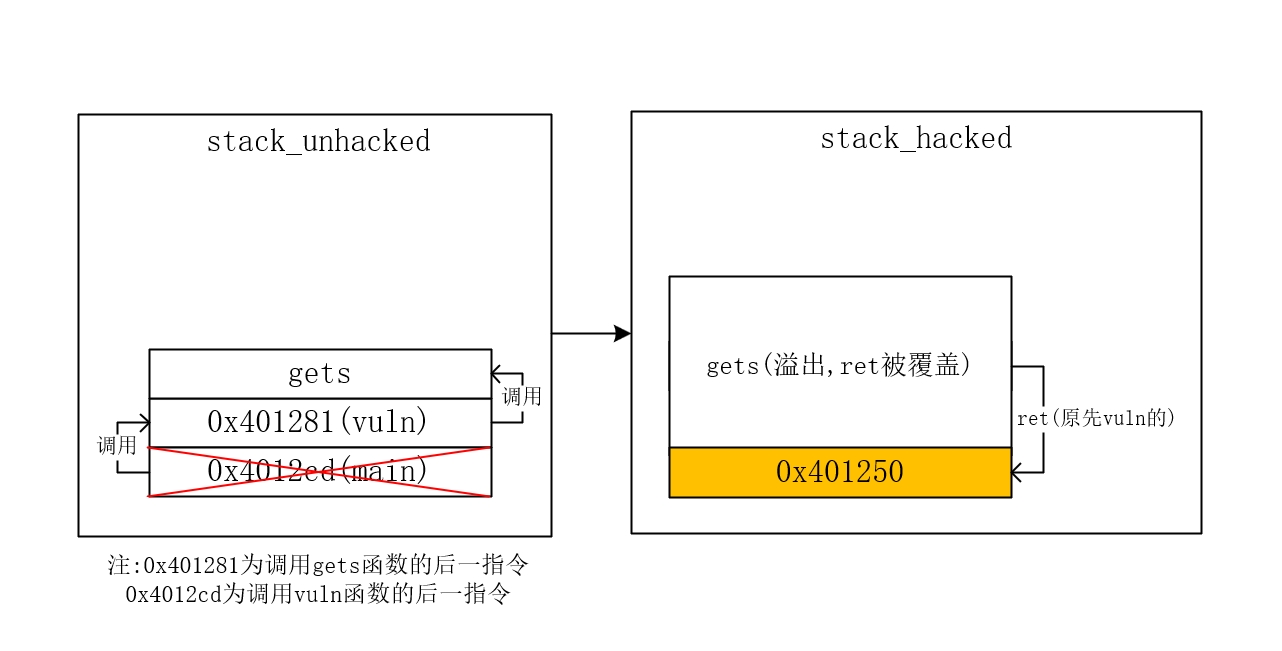 stack_unhacked
gets
调用
0x401281(vuln)
调用
0x4012cd(main)
注:0x401281为调用gets函数的后一指令
0x4012cd为调用vuln函数的后一指令
stack_hacked
gets(溢出,ret被覆盖)
ret(原先vuln的)
0x401250